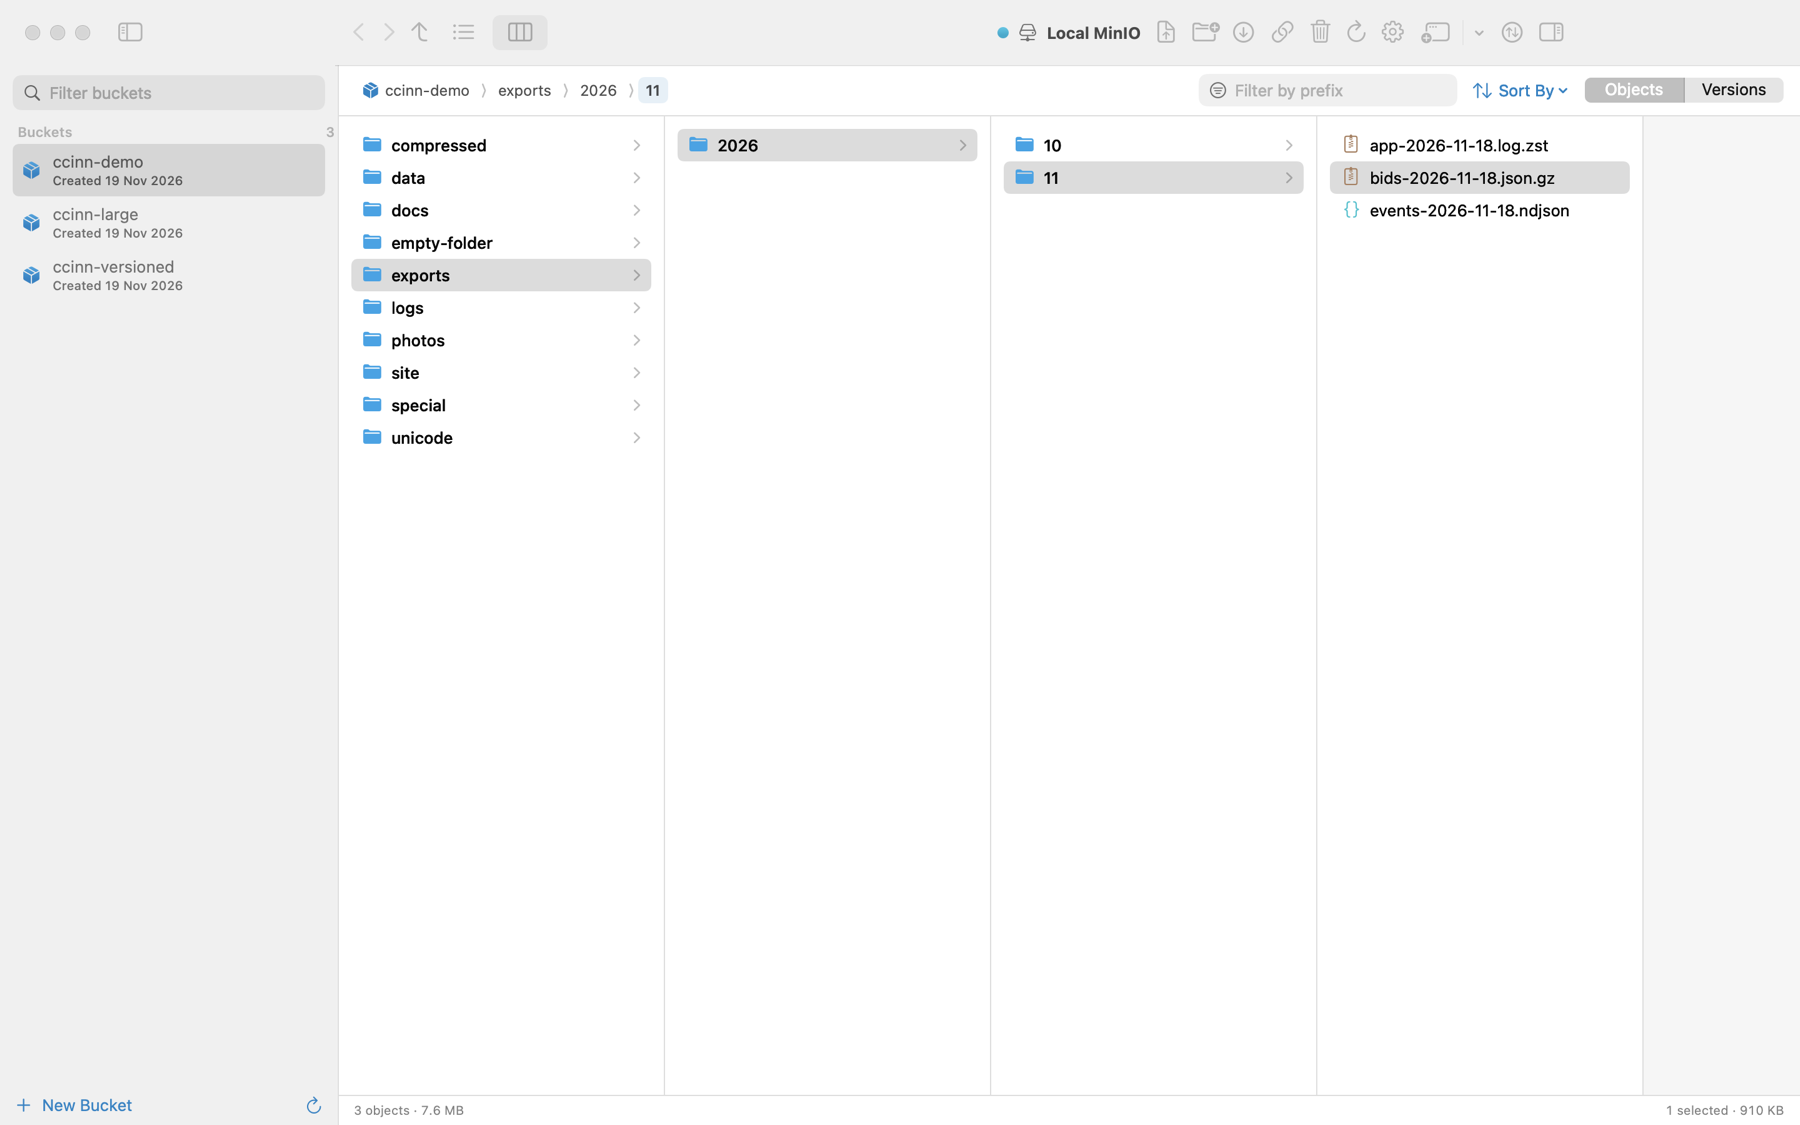 Local MinIO
Filter buckets
Buckets 3
ccinn-demo
Created 19 Nov 2026
ccinn-large
Created 19 Nov 2026
ccinn-versioned
Created 19 Nov 2026
New Bucket
ccinn-demo exports 2026 11
Filter by prefix
Sort By
Objects
Versions
compressed
data
docs
empty-folder
exports
logs
photos
site
special
unicode
2026
10
11
app-2026-11-18.log.zst
bids-2026-11-18.json.gz
events-2026-11-18.ndjson
3 objects · 7.6 MB
1 selected · 910 KB